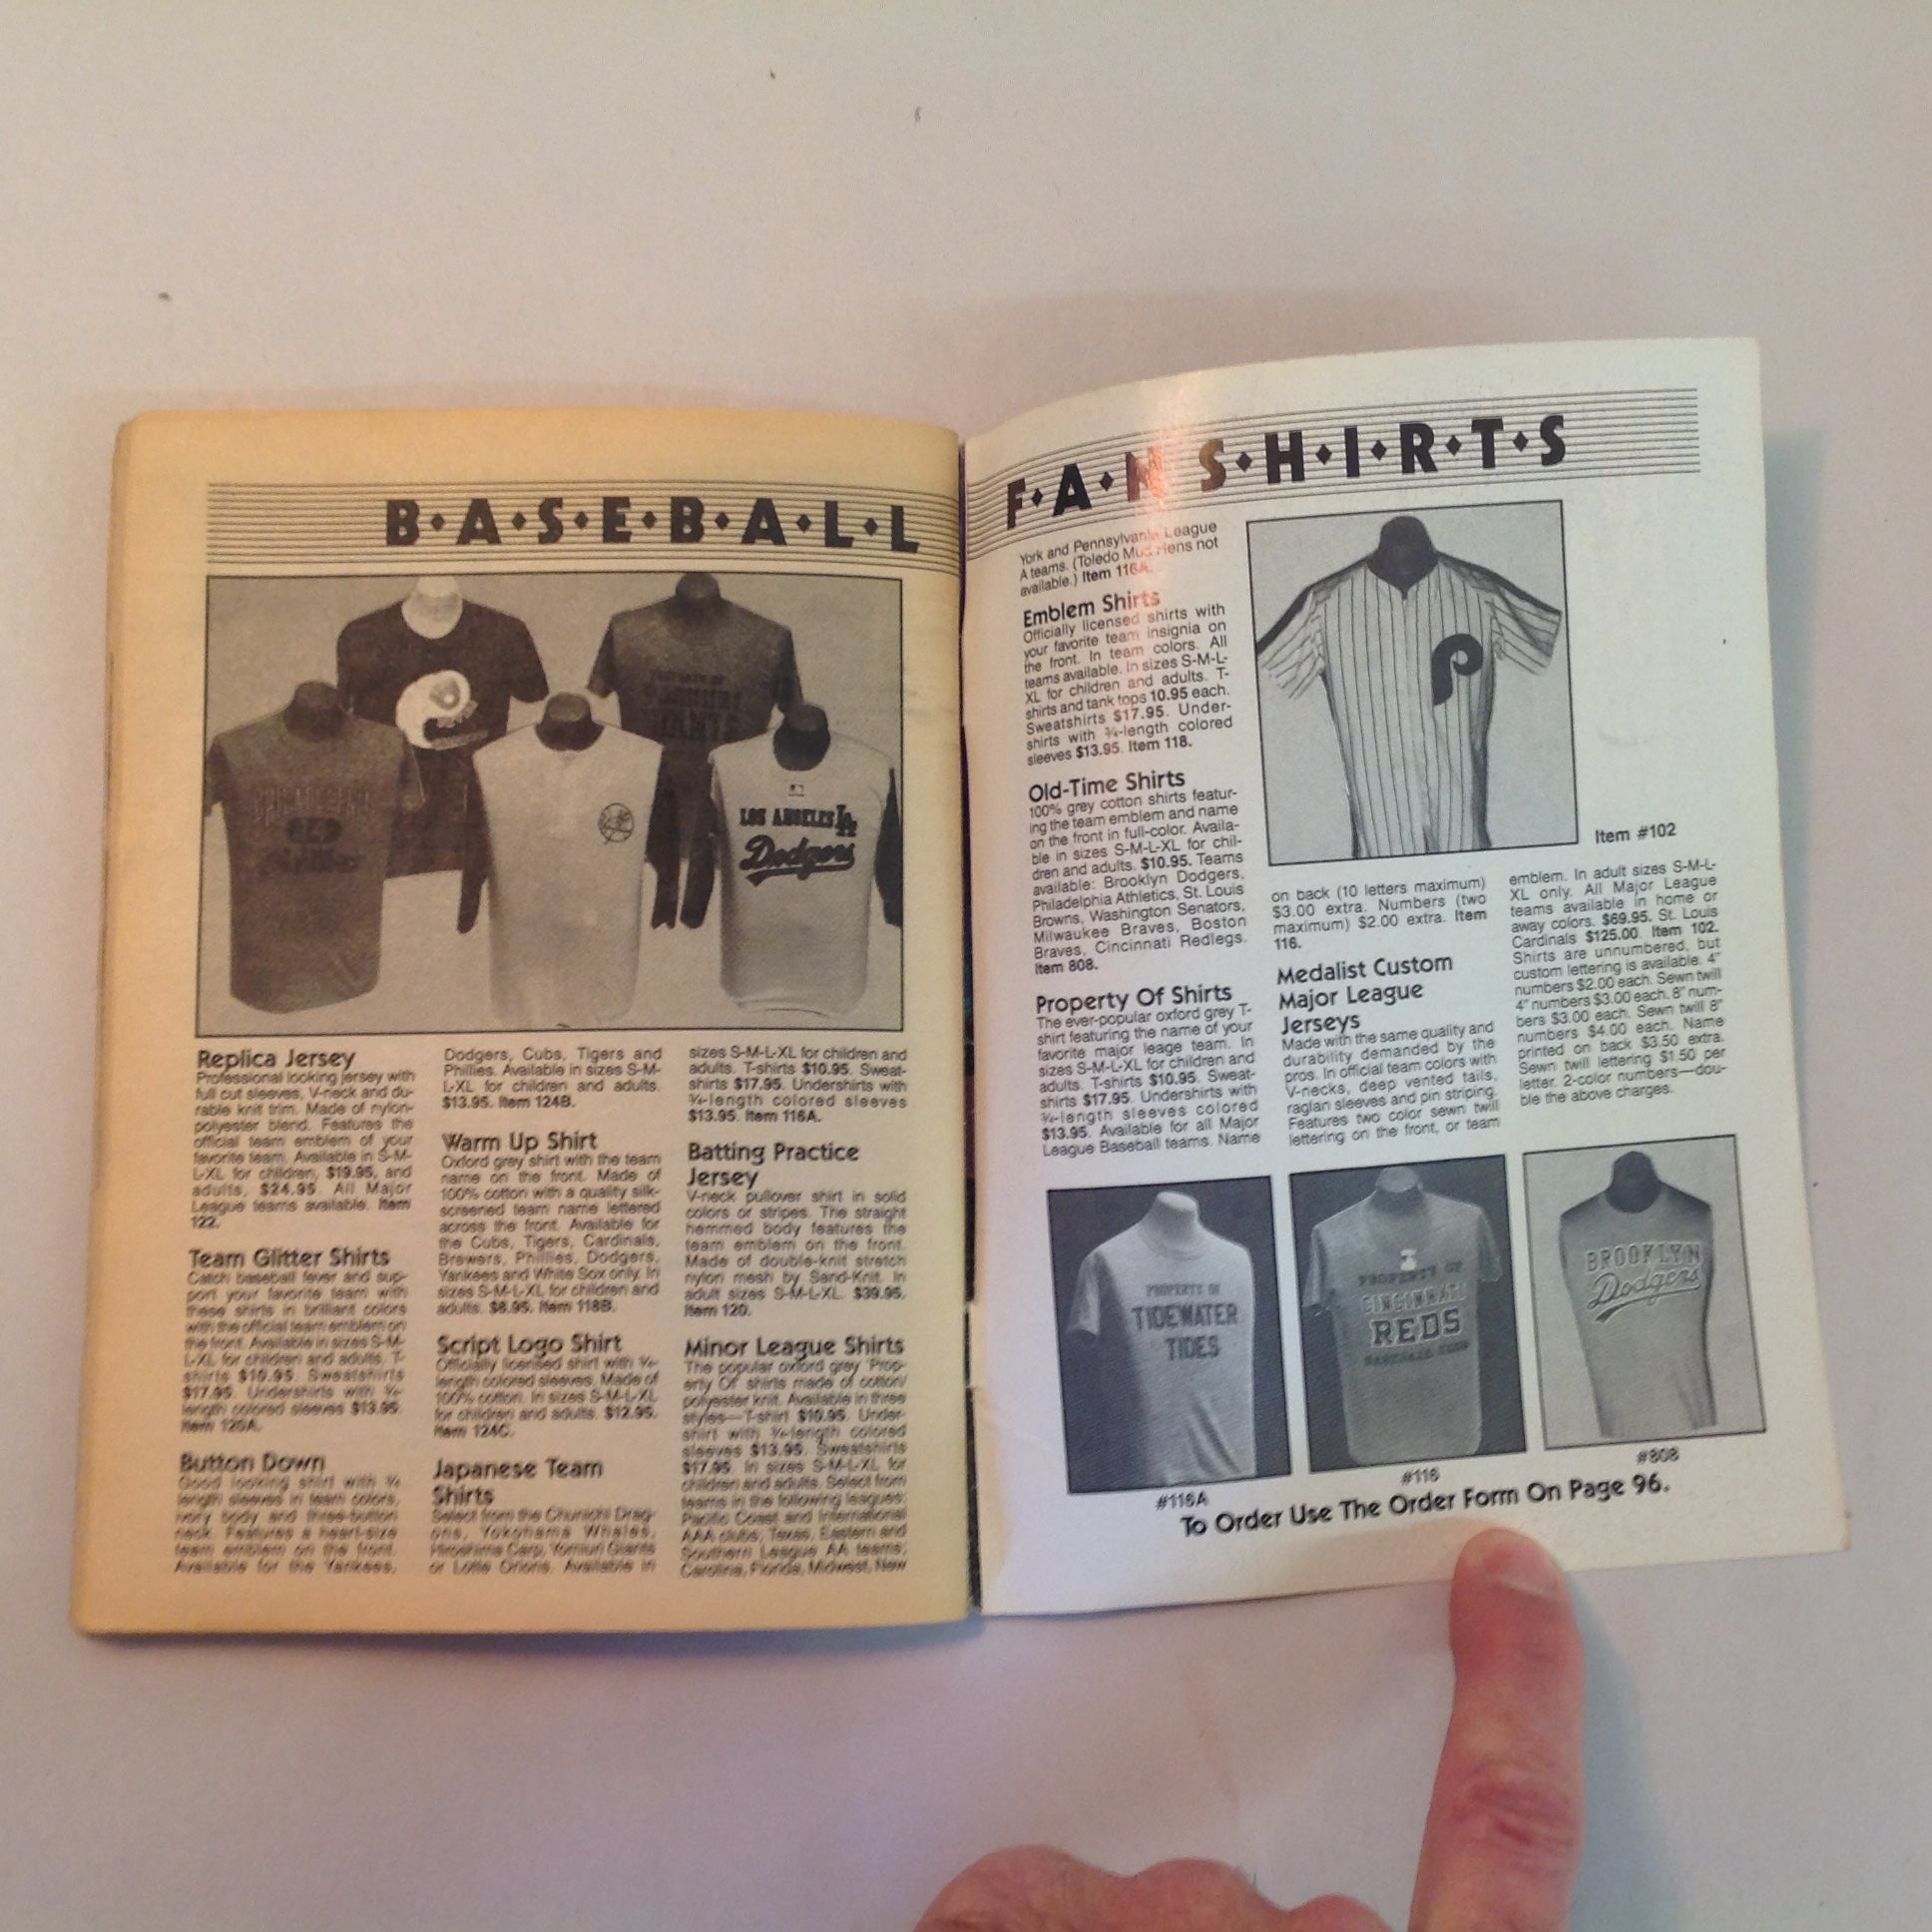 B•A•S•E•B•A•L•L
LOS ANGELES LA
Dodgers
Replica Jersey
Professional looking jersey with
full cut sleeves, V-neck and du-
rable knit trim. Made of nylon-
polyester blend. Features the
official team emblem of your
favorite team. Available in S-M-
L-XL for children, $19.95, and
adults, $24.95. All Major
League teams available. Item
122.
Team Glitter Shirts
Catch baseball fever and sup-
port your favorite team with
these shirts in brilliant colors
with the official team emblem on
the front. Available in sizes S-M-
L-XL for children and adults. T-
shirts $10.95. Sweatshirts
$17.95. Undershirts with ¾-
length colored sleeves $13.95.
Item 125A.
Button Down
Good looking shirt with ¾
length sleeves in team colors,
ivory body and three-button
neck. Features a heart-size
team emblem on the front.
Available for the Yankees,
Dodgers, Cubs, Tigers and
Phillies. Available in sizes S-M-
L-XL for children and adults.
$13.95. Item 124B.
Warm Up Shirt
Oxford grey shirt with the team
name on the front. Made of
100% cotton with a quality silk-
screened team name lettered
across the front. Available for
the Cubs, Tigers, Cardinals,
Brewers, Phillies, Dodgers,
Yankees and White Sox only. In
sizes S-M-L-XL for children and
adults. $8.95. Item 118B.
Script Logo Shirt
Officially licensed shirt with ¾-
length colored sleeves. Made of
100% cotton. In sizes S-M-L-XL
for children and adults. $12.95.
Item 124C.
Japanese Team
Shirts
Select from the Chunichi Drag-
ons, Yokohama Whales,
Hiroshima Carp, Yomiuri Giants
or Lotte Orions. Available in
sizes S-M-L-XL for children and
adults. T-shirts $10.95. Sweat-
shirts $17.95. Undershirts with
¾-length colored sleeves
$13.95. Item 116A.
Batting Practice
Jersey
V-neck pullover shirt in solid
colors or stripes. The straight
hemmed body features the
team emblem on the front.
Made of double-knit stretch
nylon mesh by Sand-Knit. In
adult sizes S-M-L-XL. $39.95.
Item 120.
Minor League Shirts
The popular oxford grey 'Prop-
erty Of' shirts made of cotton/
polyester knit. Available in three
styles—T-shirt $10.95. Under-
shirt with ¾-length colored
sleeves $13.95. Sweatshirts
$17.95. In sizes S-M-L-XL for
children and adults. Select from
teams in the following leagues:
Pacific Coast and International
AAA clubs; Texas, Eastern and
Southern League AA teams;
Carolina, Florida, Midwest, New
F•A•N S•H•I•R•T•S
York and Pennsylvania League
A teams. (Toledo Mud Hens not
available.) Item 116A.
Emblem Shirts
Officially licensed shirts with
your favorite team insignia on
the front. In team colors. All
teams available. In sizes S-M-L-
XL for children and adults. T-
shirts and tank tops 10.95 each.
Sweatshirts $17.95. Under-
shirts with ¾-length colored
sleeves $13.95. Item 118.
Old-Time Shirts
100% grey cotton shirts featur-
ing the team emblem and name
on the front in full-color. Availa-
ble in sizes S-M-L-XL for chil-
dren and adults. $10.95. Teams
available: Brooklyn Dodgers,
Philadelphia Athletics, St. Louis
Browns, Washington Senators,
Milwaukee Braves, Boston
Braves, Cincinnati Redlegs.
Item 808.
Property Of Shirts
The ever-popular oxford grey T-
shirt featuring the name of your
favorite major leage team. In
sizes S-M-L-XL for children and
adults. T-shirts $10.95. Sweat-
shirts $17.95. Undershirts with
¾-length sleeves colored
$13.95. Available for all Major
League Baseball teams. Name
P
Item #102
on back (10 letters maximum)
$3.00 extra. Numbers (two
maximum) $2.00 extra. Item
116.
Medalist Custom
Major League
Jerseys
Made with the same quality and
durability demanded by the
pros. In official team colors with
V-necks, deep vented tails,
raglan sleeves and pin striping.
Features two color sewn twill
lettering on the front, or team
emblem. In adult sizes S-M-L-
XL only. All Major League
teams available in home or
away colors. $69.95. St. Louis
Cardinals $125.00. Item 102.
Shirts are unnumbered, but
custom lettering is available. 4"
numbers $2.00 each. Sewn twill
4" numbers $3.00 each. 8" num-
bers $3.00 each. Sewn twill 8"
numbers $4.00 each. Name
printed on back $3.50 extra.
Sewn twill lettering $1.50 per
letter. 2-color numbers—dou-
ble the above charges.
PROPERTY OF
TIDEWATER
TIDES
#116A
PROPERTY OF
CINCINNATI
REDS
BASEBALL CLUB
#116
BROOKLYN
Dodgers
#808
To Order Use The Order Form On Page 96.